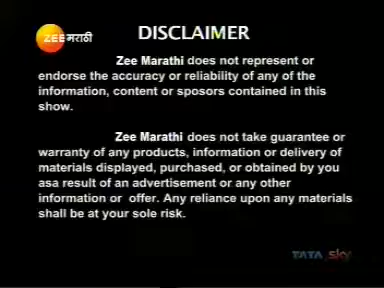 ZEE मराठी
DISCLAIMER
Zee Marathi does not represent or
endorse the accuracy or reliability of any of the
information, content or sposors contained in this
show.
Zee Marathi does not take guarantee or
warranty of any products, information or delivery of
materials displayed, purchased, or obtained by you
asa result of an advertisement or any other
information or offer. Any reliance upon any materials
shall be at your sole risk.
TATA sky